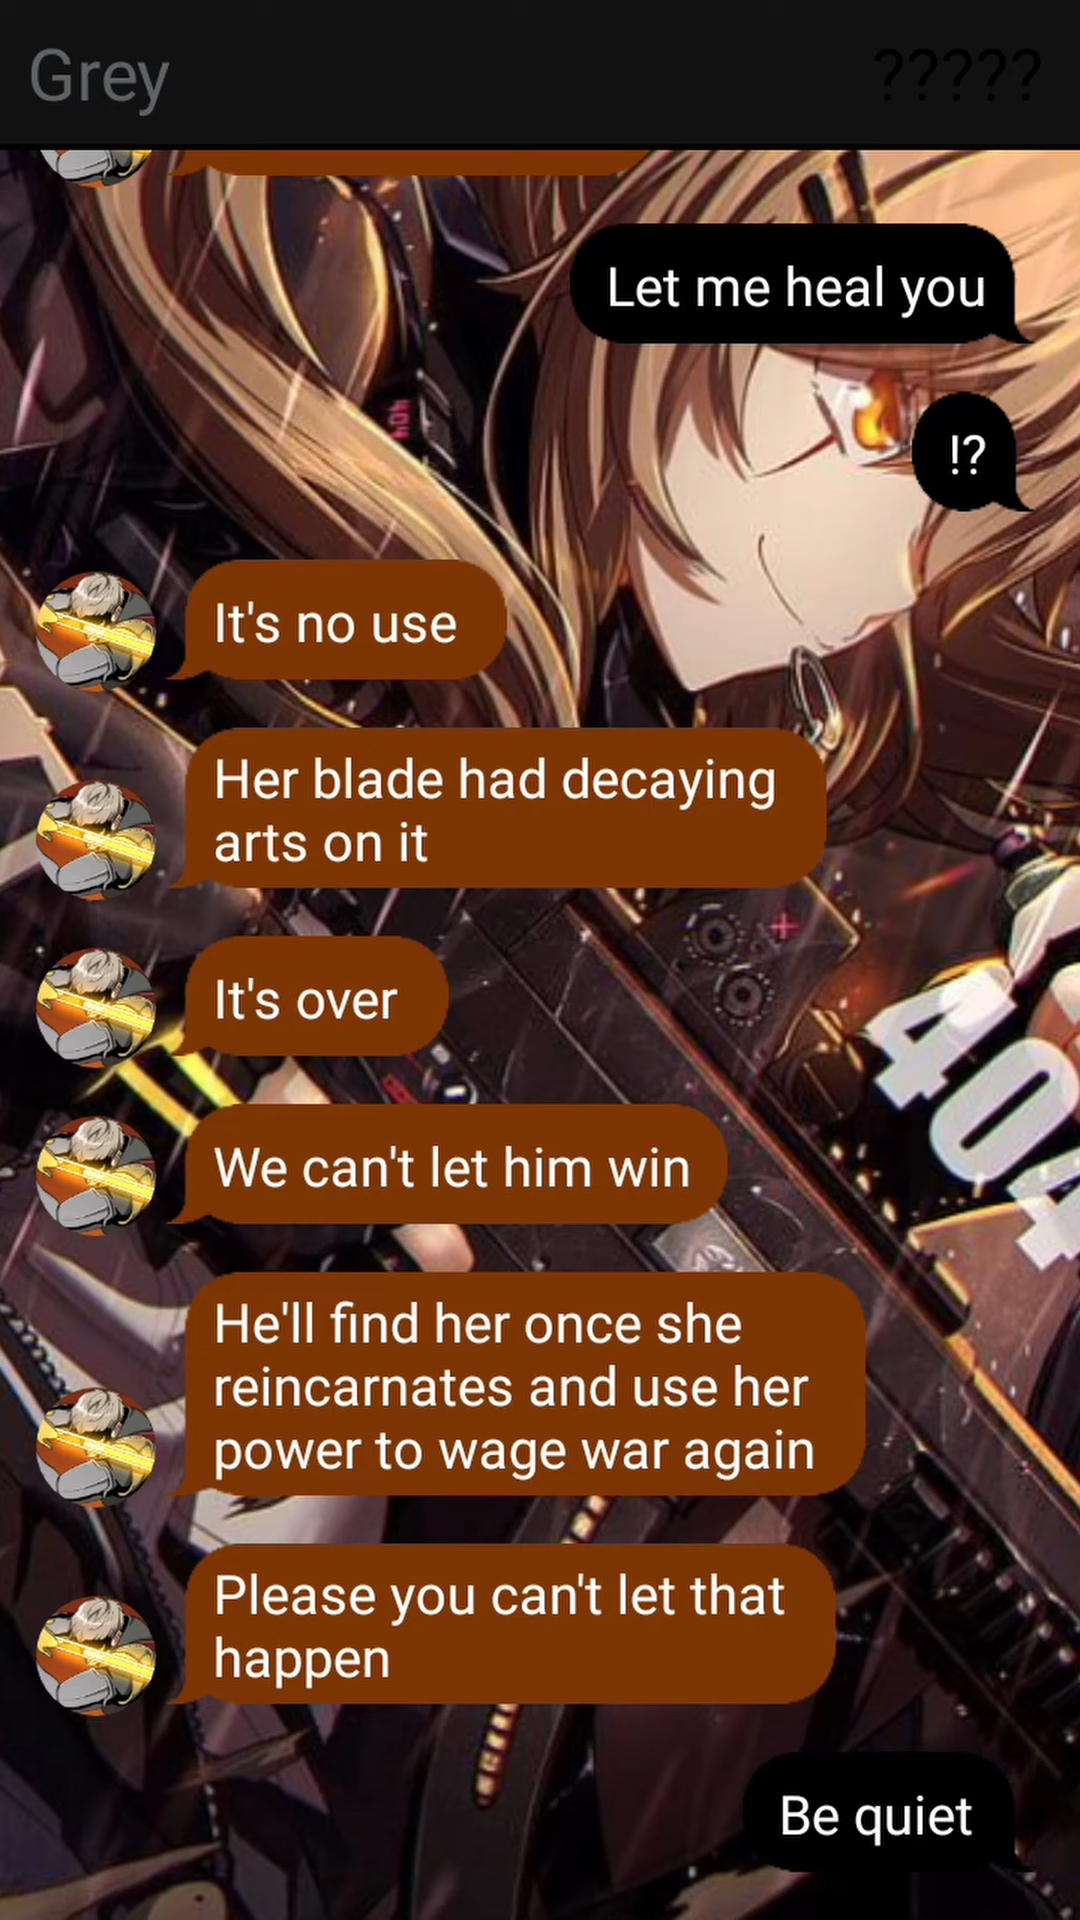 Grey
?????
Let me heal you
!?
404
It's no use
Her blade had decaying
arts on it
It's over
404
We can't let him win
He'll find her once she
reincarnates and use her
power to wage war again
Please you can't let that
happen
Be quiet